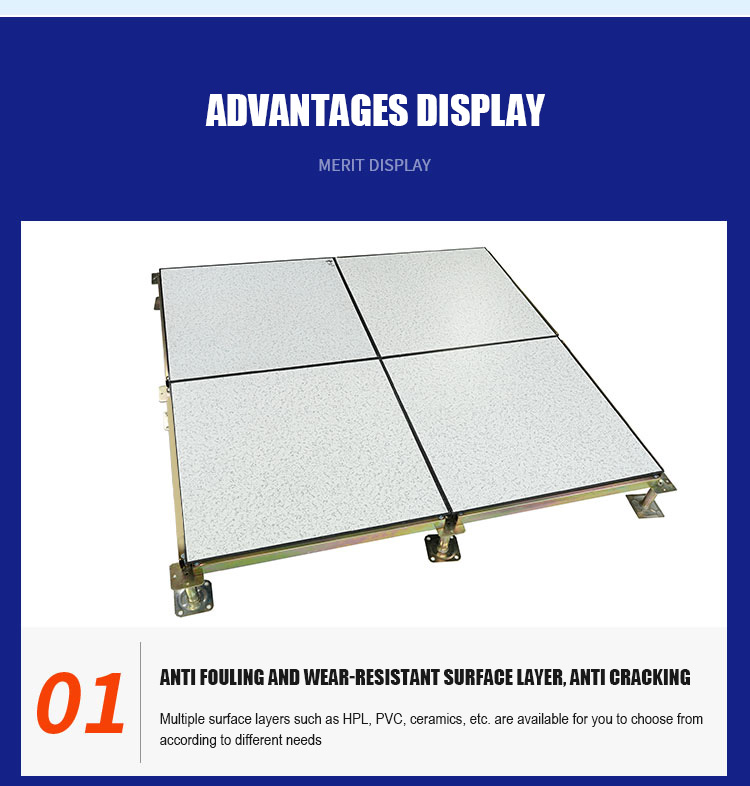 ADVANTAGES DISPLAY
MERIT DISPLAY
01
ANTI FOULING AND WEAR-RESISTANT SURFACE LAYER, ANTI CRACKING
Multiple surface layers such as HPL, PVC, ceramics, etc. are available for you to choose from
according to different needs